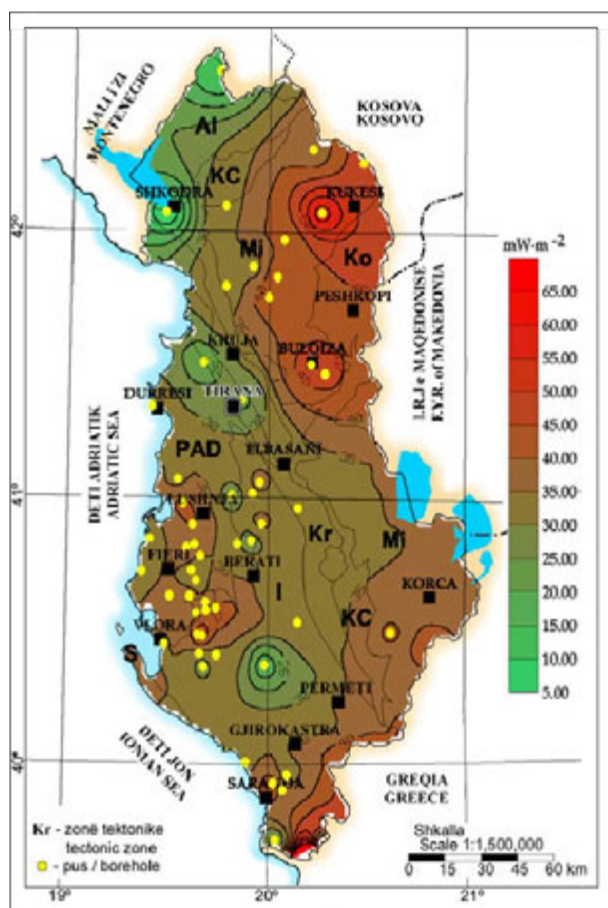 MALI I ZI
MONTENEGRO
KOSOVA
KOSOVO
Al
KC
SHKODRA
KUKESI
42°
Mi
Ko
PESHKOPI
KRUJA
BULQIZA
TIRANA
DURRESI
I.R.J e MAQEDONISE
F.Y.R. of MAKEDONIA
mW·m⁻²
65.00
60.00
55.00
50.00
45.00
40.00
35.00
30.00
25.00
20.00
15.00
10.00
5.00
DETI ADRIATIK
ADRIATIC SEA
PAD
ELBASANI
41°
LUSHNJA
Kr
Mi
FIERI
BERATI
KORCA
I
KC
VLORA
S
PERMETI
GJIROKASTRA
DETI JON
IONIAN SEA
40°
SARANDA
GREQIA
GREECE
Kr - zonë tektonike
tectonic zone
- pus / borehole
Shkalla
Scale 1:1,500,000
0 15 30 45 60 km
19°
20°
21°